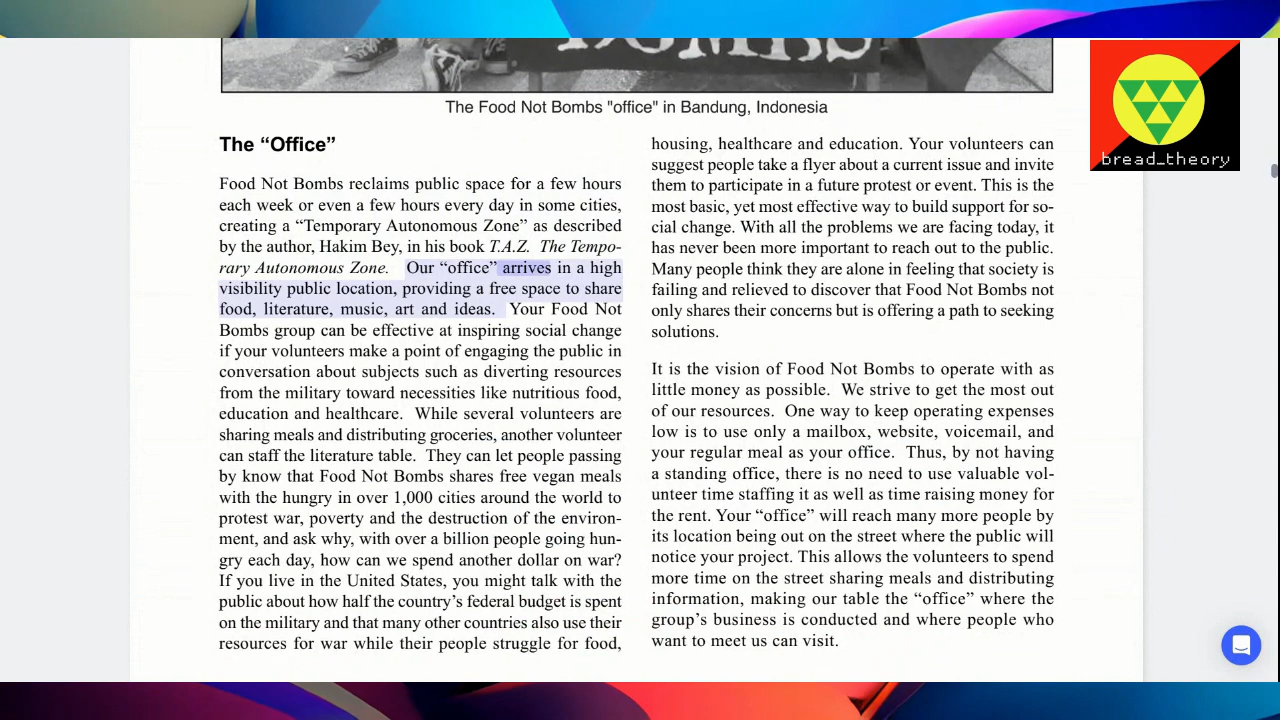 BOMBS
bread_theory
The Food Not Bombs "office" in Bandung, Indonesia
The “Office”
Food Not Bombs reclaims public space for a few hours
each week or even a few hours every day in some cities,
creating a “Temporary Autonomous Zone” as described
by the author, Hakim Bey, in his book T.A.Z. The Tempo-
rary Autonomous Zone. Our “office” arrives in a high
visibility public location, providing a free space to share
food, literature, music, art and ideas. Your Food Not
Bombs group can be effective at inspiring social change
if your volunteers make a point of engaging the public in
conversation about subjects such as diverting resources
from the military toward necessities like nutritious food,
education and healthcare. While several volunteers are
sharing meals and distributing groceries, another volunteer
can staff the literature table. They can let people passing
by know that Food Not Bombs shares free vegan meals
with the hungry in over 1,000 cities around the world to
protest war, poverty and the destruction of the environ-
ment, and ask why, with over a billion people going hun-
gry each day, how can we spend another dollar on war?
If you live in the United States, you might talk with the
public about how half the country’s federal budget is spent
on the military and that many other countries also use their
resources for war while their people struggle for food,
housing, healthcare and education. Your volunteers can
suggest people take a flyer about a current issue and invite
them to participate in a future protest or event. This is the
most basic, yet most effective way to build support for so-
cial change. With all the problems we are facing today, it
has never been more important to reach out to the public.
Many people think they are alone in feeling that society is
failing and relieved to discover that Food Not Bombs not
only shares their concerns but is offering a path to seeking
solutions.
It is the vision of Food Not Bombs to operate with as
little money as possible. We strive to get the most out
of our resources. One way to keep operating expenses
low is to use only a mailbox, website, voicemail, and
your regular meal as your office. Thus, by not having
a standing office, there is no need to use valuable vol-
unteer time staffing it as well as time raising money for
the rent. Your “office” will reach many more people by
its location being out on the street where the public will
notice your project. This allows the volunteers to spend
more time on the street sharing meals and distributing
information, making our table the “office” where the
group’s business is conducted and where people who
want to meet us can visit.